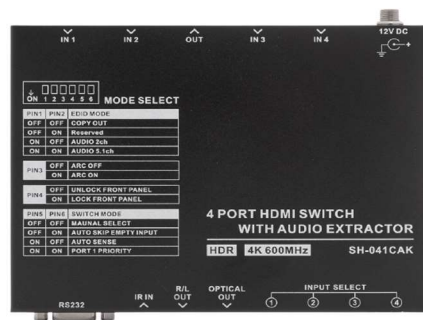 IN 1 IN 2 OUT IN 3 IN 4 12V DC
ON 1 2 3 4 5 6 MODE SELECT
PIN1 PIN2 EDID MODE
OFF OFF COPY OUT
OFF ON Reserved
ON OFF AUDIO 2ch
ON ON AUDIO 5.1ch
PIN3 OFF ARC OFF
ON ARC ON
PIN4 OFF UNLOCK FRONT PANEL
ON LOCK FRONT PANEL
PIN5 PIN6 SWITCH MODE
OFF OFF MAUNAL SELECT
OFF ON AUTO SKIP EMPTY INPUT
ON OFF AUTO SENSE
ON ON PORT 1 PRIORITY
4 PORT HDMI SWITCH
WITH AUDIO EXTRACTOR
HDR 4K 600MHz SH-041CAK
RS232
IR IN
R/L
OUT
OPTICAL
OUT
INPUT SELECT
1 2 3 4